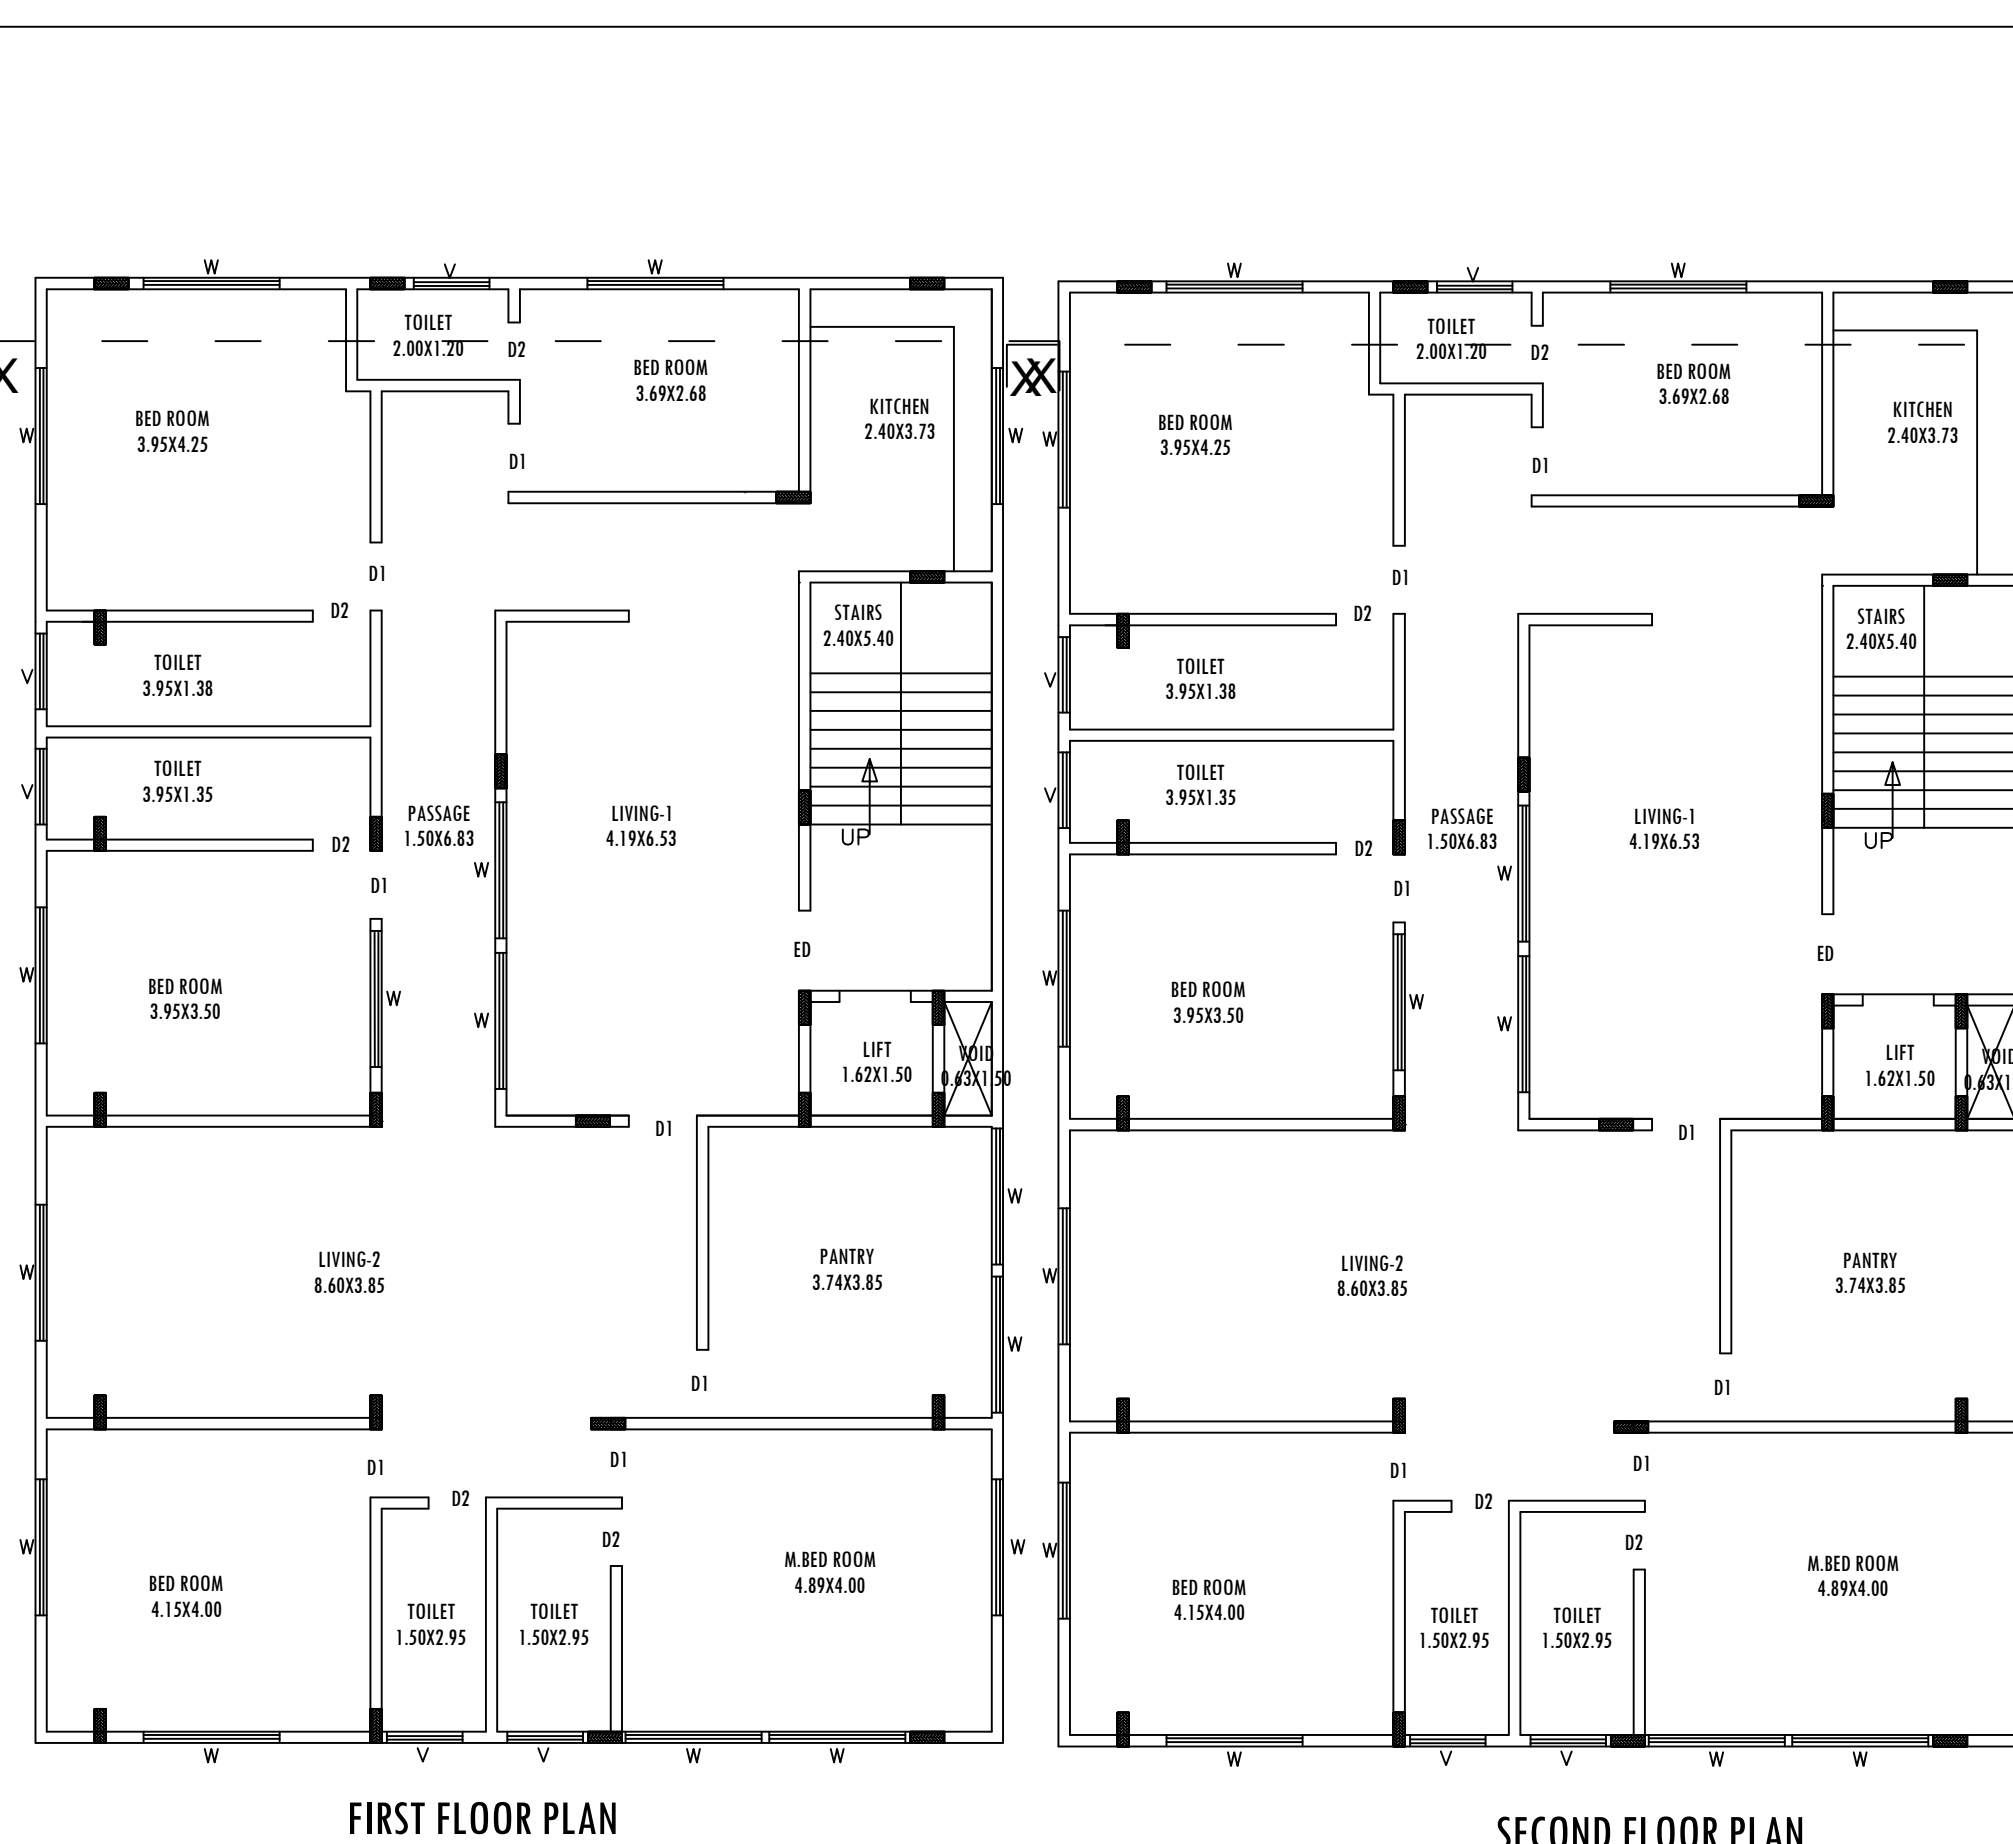 W
V
W
TOILET
2.00X1.20
D2
BED ROOM
3.69X2.68
X
X
BED ROOM
3.95X4.25
KITCHEN
2.40X3.73
W
W
D1
D1
D2
STAIRS
2.40X5.40
TOILET
3.95X1.38
V
TOILET
3.95X1.35
V
PASSAGE
1.50X6.83
LIVING-1
4.19X6.53
UP
D2
W
D1
ED
BED ROOM
3.95X3.50
W
W
W
LIFT
1.62X1.50
VOID
0.63X1.50
D1
W
LIVING-2
8.60X3.85
W
PANTRY
3.74X3.85
W
D1
D1
D1
D2
D2
W
W
BED ROOM
4.15X4.00
M.BED ROOM
4.89X4.00
TOILET
1.50X2.95
TOILET
1.50X2.95
W
V
V
W
W
FIRST FLOOR PLAN
W
V
W
TOILET
2.00X1.20
D2
BED ROOM
3.69X2.68
X
BED ROOM
3.95X4.25
KITCHEN
2.40X3.73
W
D1
D1
D2
STAIRS
2.40X5.40
TOILET
3.95X1.38
V
TOILET
3.95X1.35
V
PASSAGE
1.50X6.83
LIVING-1
4.19X6.53
UP
D2
W
D1
ED
BED ROOM
3.95X3.50
W
W
W
LIFT
1.62X1.50
VOID
0.63X1
D1
LIVING-2
8.60X3.85
W
PANTRY
3.74X3.85
D1
D1
D1
D2
D2
W
BED ROOM
4.15X4.00
M.BED ROOM
4.89X4.00
TOILET
1.50X2.95
TOILET
1.50X2.95
W
V
V
W
W
SECOND FLOOR PLAN